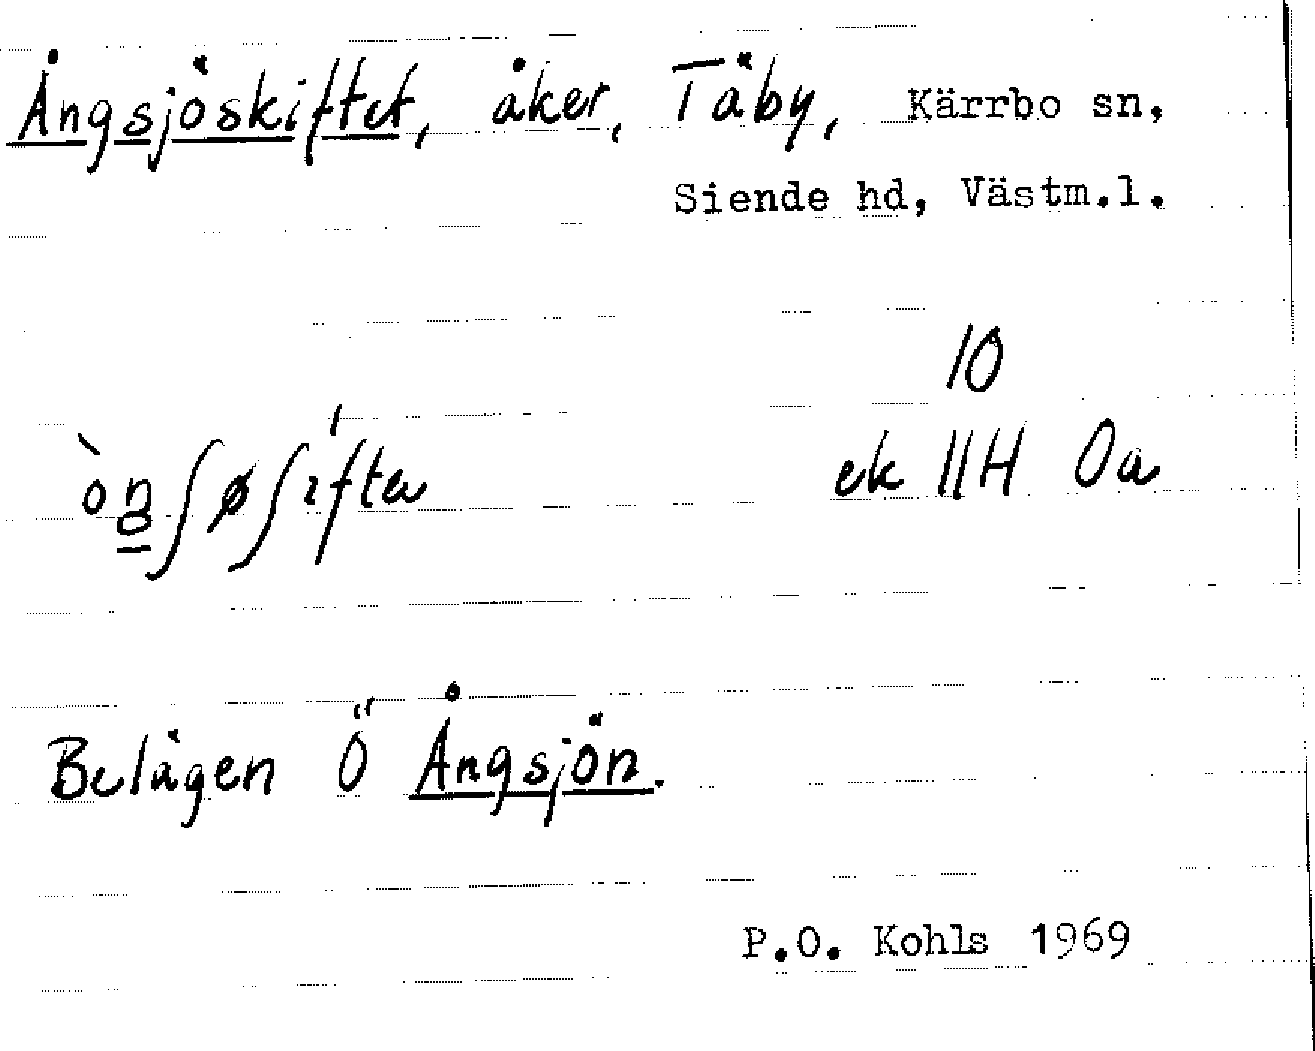 Ångsjöskiftet, åker, Täby, Kärrbo sn,
Siende hd, Västm.l.
10
ek 11H 0a
Belägen Ö Ångsjön.
P.O. Kohls 1969